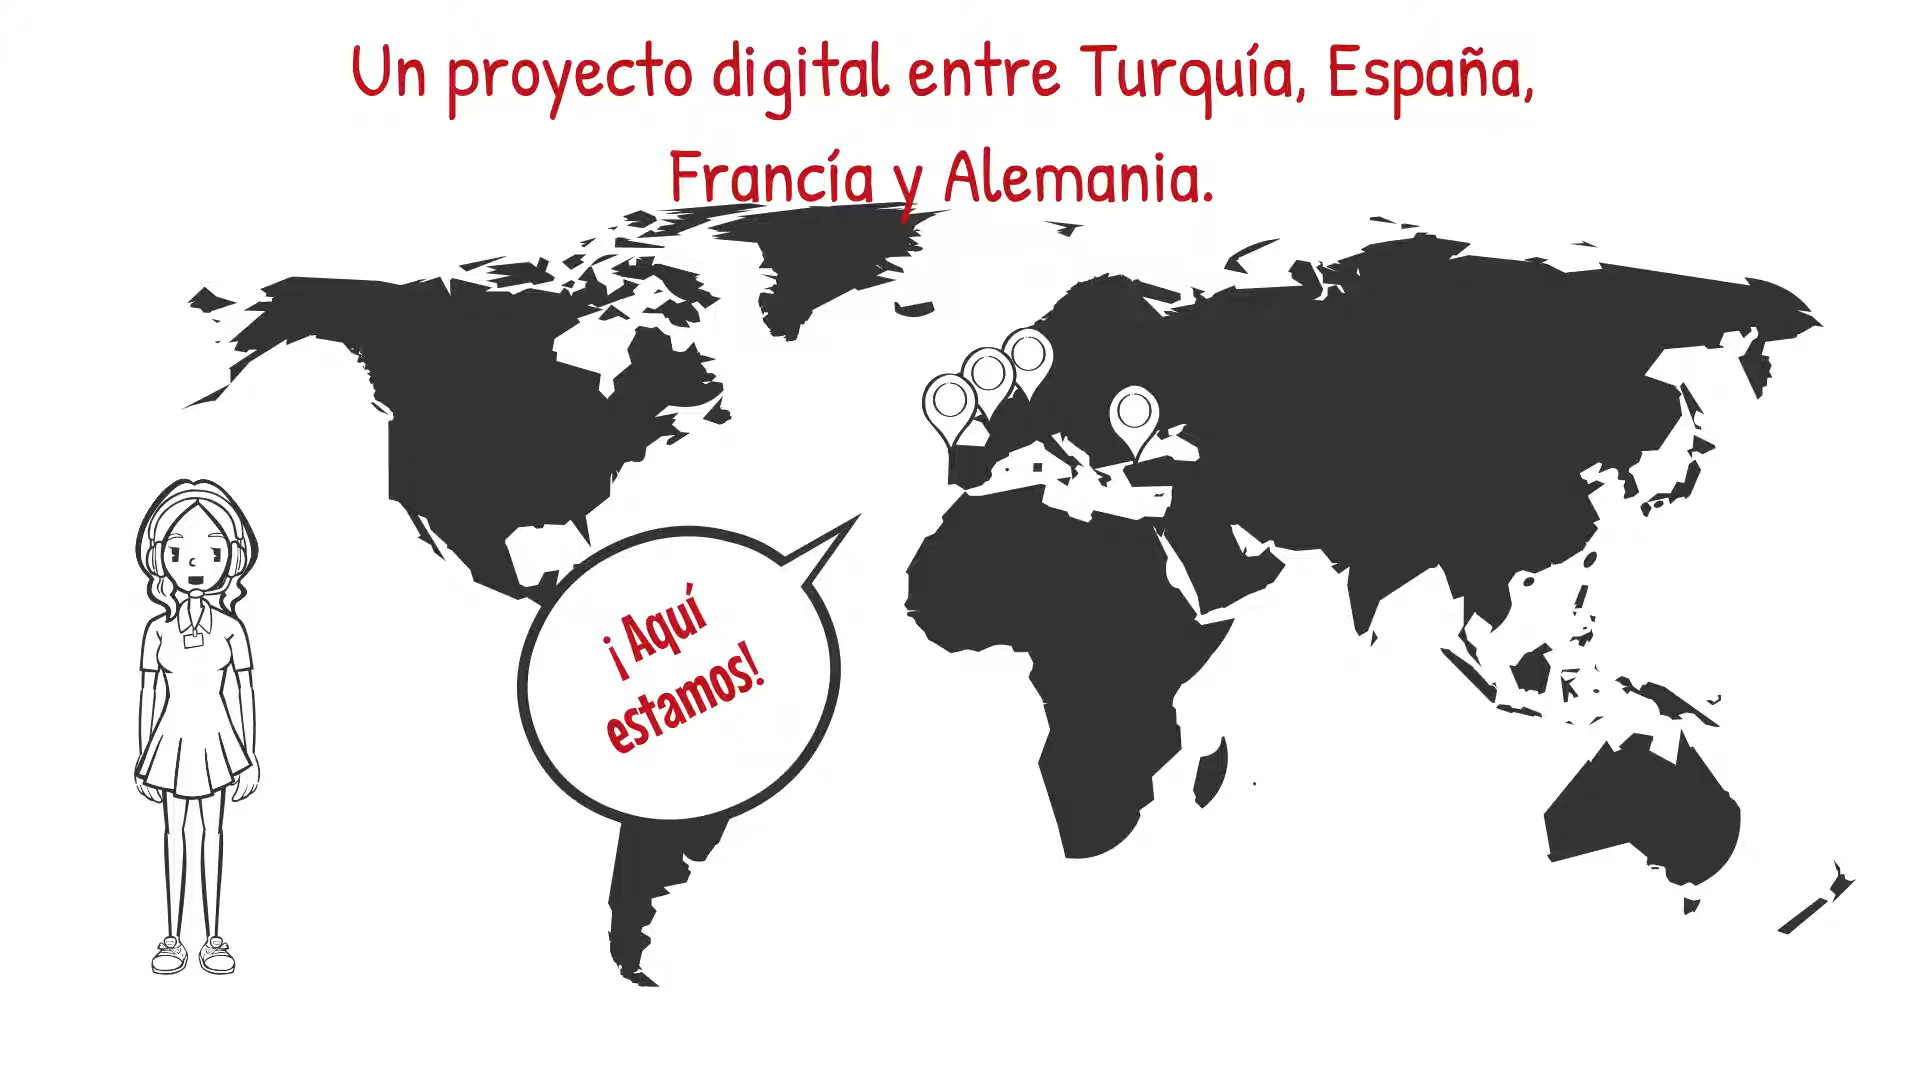 Un proyecto digital entre Turquía, España,
Francía y Alemania.
¡Aquí
estamos!